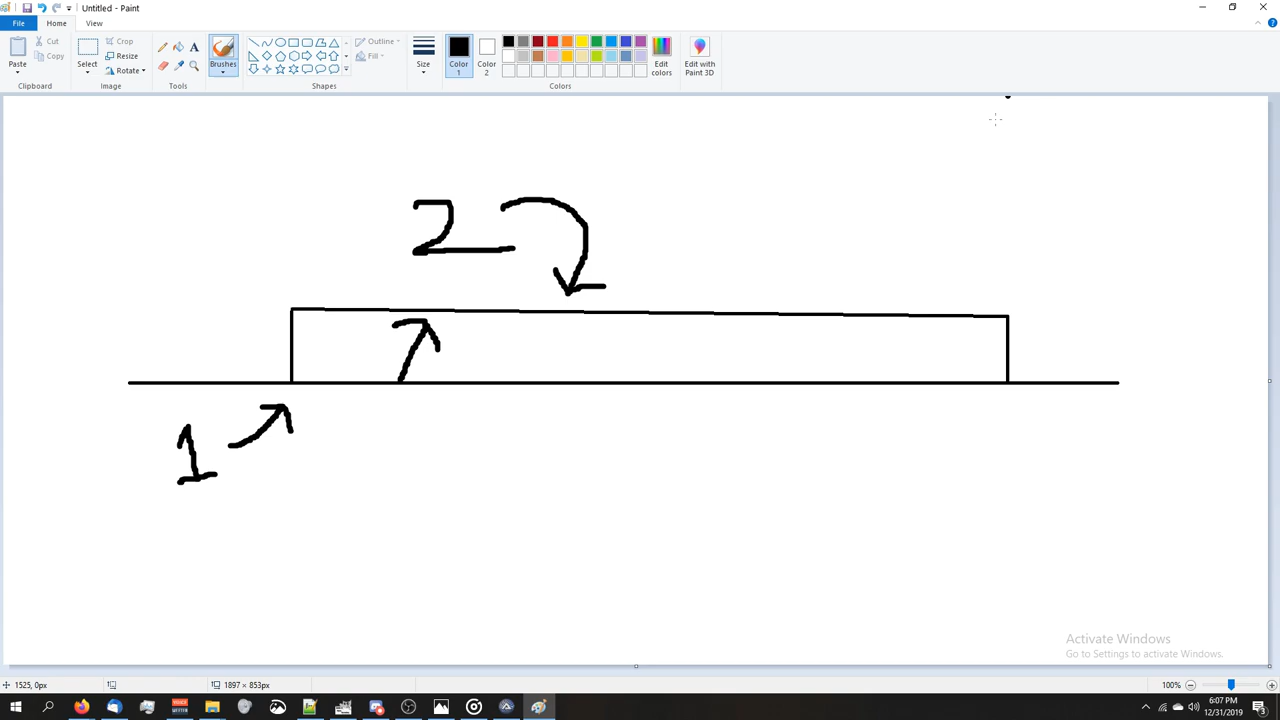 Untitled - Paint
File Home View
Paste
Cut
Copy
Clipboard
Select
Crop
Resize
Rotate
Image
A
Tools
Brushes
Outline
Fill
Shapes
Size
Color 1
Color 2
Edit colors
Colors
Edit with Paint 3D
2
1
Activate Windows
Go to Settings to activate Windows.
1525, 0px
1897 × 853px
100%
6:07 PM
12/31/2019
3